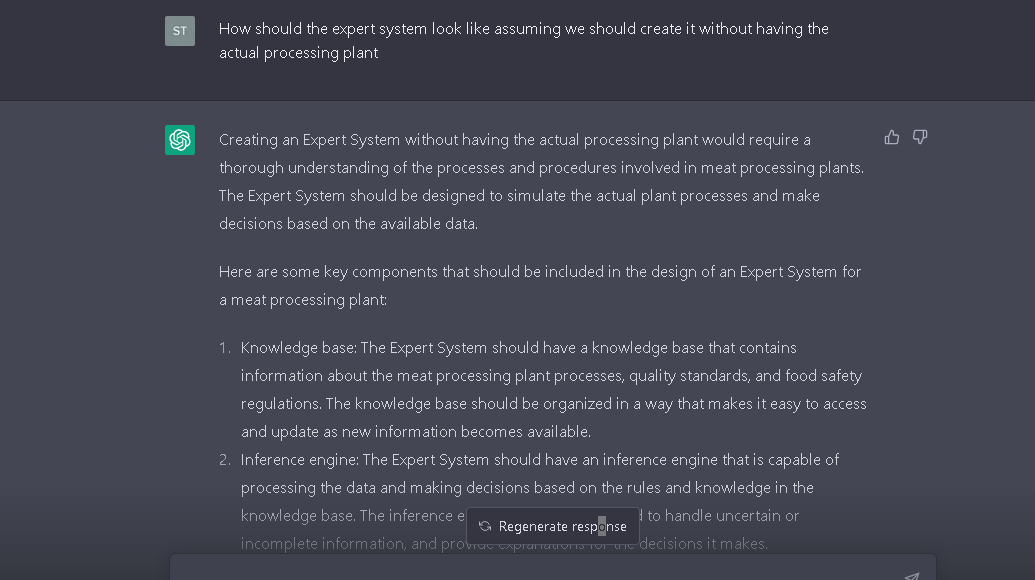 ST
How should the expert system look like assuming we should create it without having the
actual processing plant
Creating an Expert System without having the actual processing plant would require a
thorough understanding of the processes and procedures involved in meat processing plants.
The Expert System should be designed to simulate the actual plant processes and make
decisions based on the available data.
Here are some key components that should be included in the design of an Expert System for
a meat processing plant:
1. Knowledge base: The Expert System should have a knowledge base that contains
information about the meat processing plant processes, quality standards, and food safety
regulations. The knowledge base should be organized in a way that makes it easy to access
and update as new information becomes available.
2. Inference engine: The Expert System should have an inference engine that is capable of
processing the data and making decisions based on the rules and knowledge in the
knowledge base. The inference to handle uncertain or
Regenerate response
incomplete information, and provide explanations for the decisions it makes.